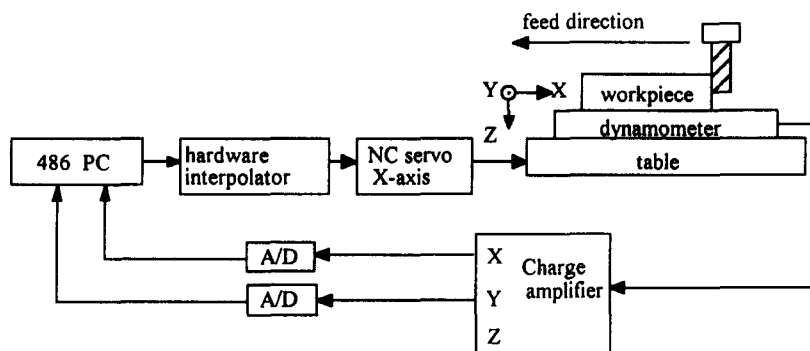 feed direction
Y
X
Z
workpiece
dynamometer
table
486 PC
hardware
interpolator
NC servo
X-axis
A/D
A/D
X
Y
Z
Charge
amplifier